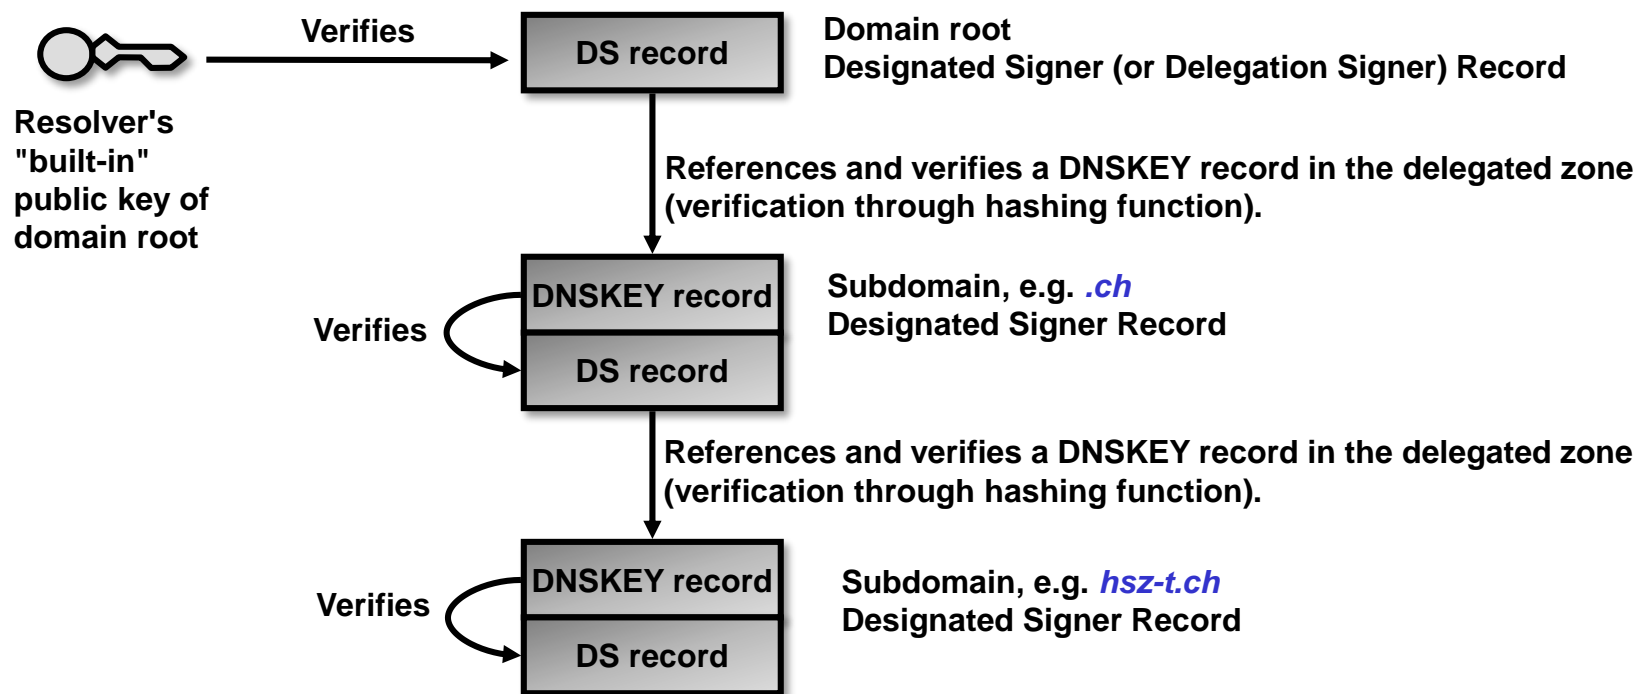 Verifies
DS record
Domain root
Designated Signer (or Delegation Signer) Record
Resolver's
"built-in"
public key of
domain root
References and verifies a DNSKEY record in the delegated zone
(verification through hashing function).
DNSKEY record
Verifies
DS record
Subdomain, e.g. .ch
Designated Signer Record
References and verifies a DNSKEY record in the delegated zone
(verification through hashing function).
DNSKEY record
Verifies
DS record
Subdomain, e.g. hsz-t.ch
Designated Signer Record